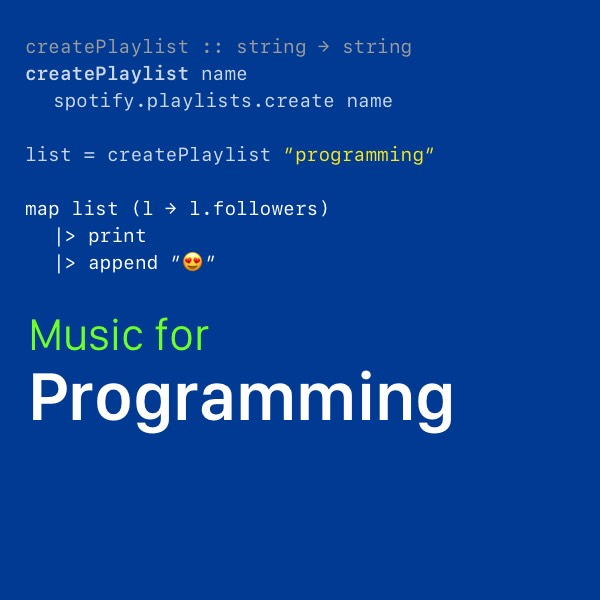 createPlaylist :: string → string
createPlaylist name
spotify.playlists.create name
list = createPlaylist "programming"
map list (l → l.followers)
|> print
|> append "😍"
Music for
Programming